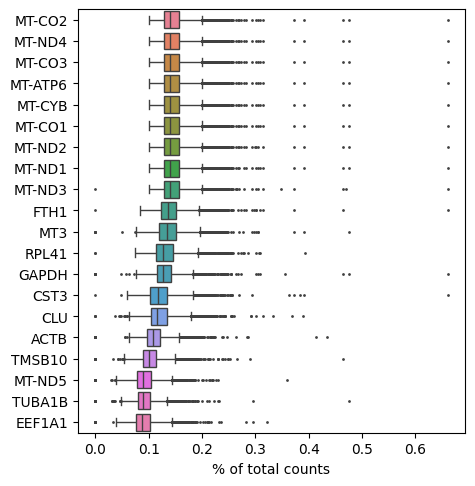 MT-CO2
MT-ND4
MT-CO3
MT-ATP6
MT-CYB
MT-CO1
MT-ND2
MT-ND1
MT-ND3
FTH1
MT3
RPL41
GAPDH
CST3
CLU
ACTB
TMSB10
MT-ND5
TUBA1B
EEF1A1
0.0 0.1 0.2 0.3 0.4 0.5 0.6
% of total counts